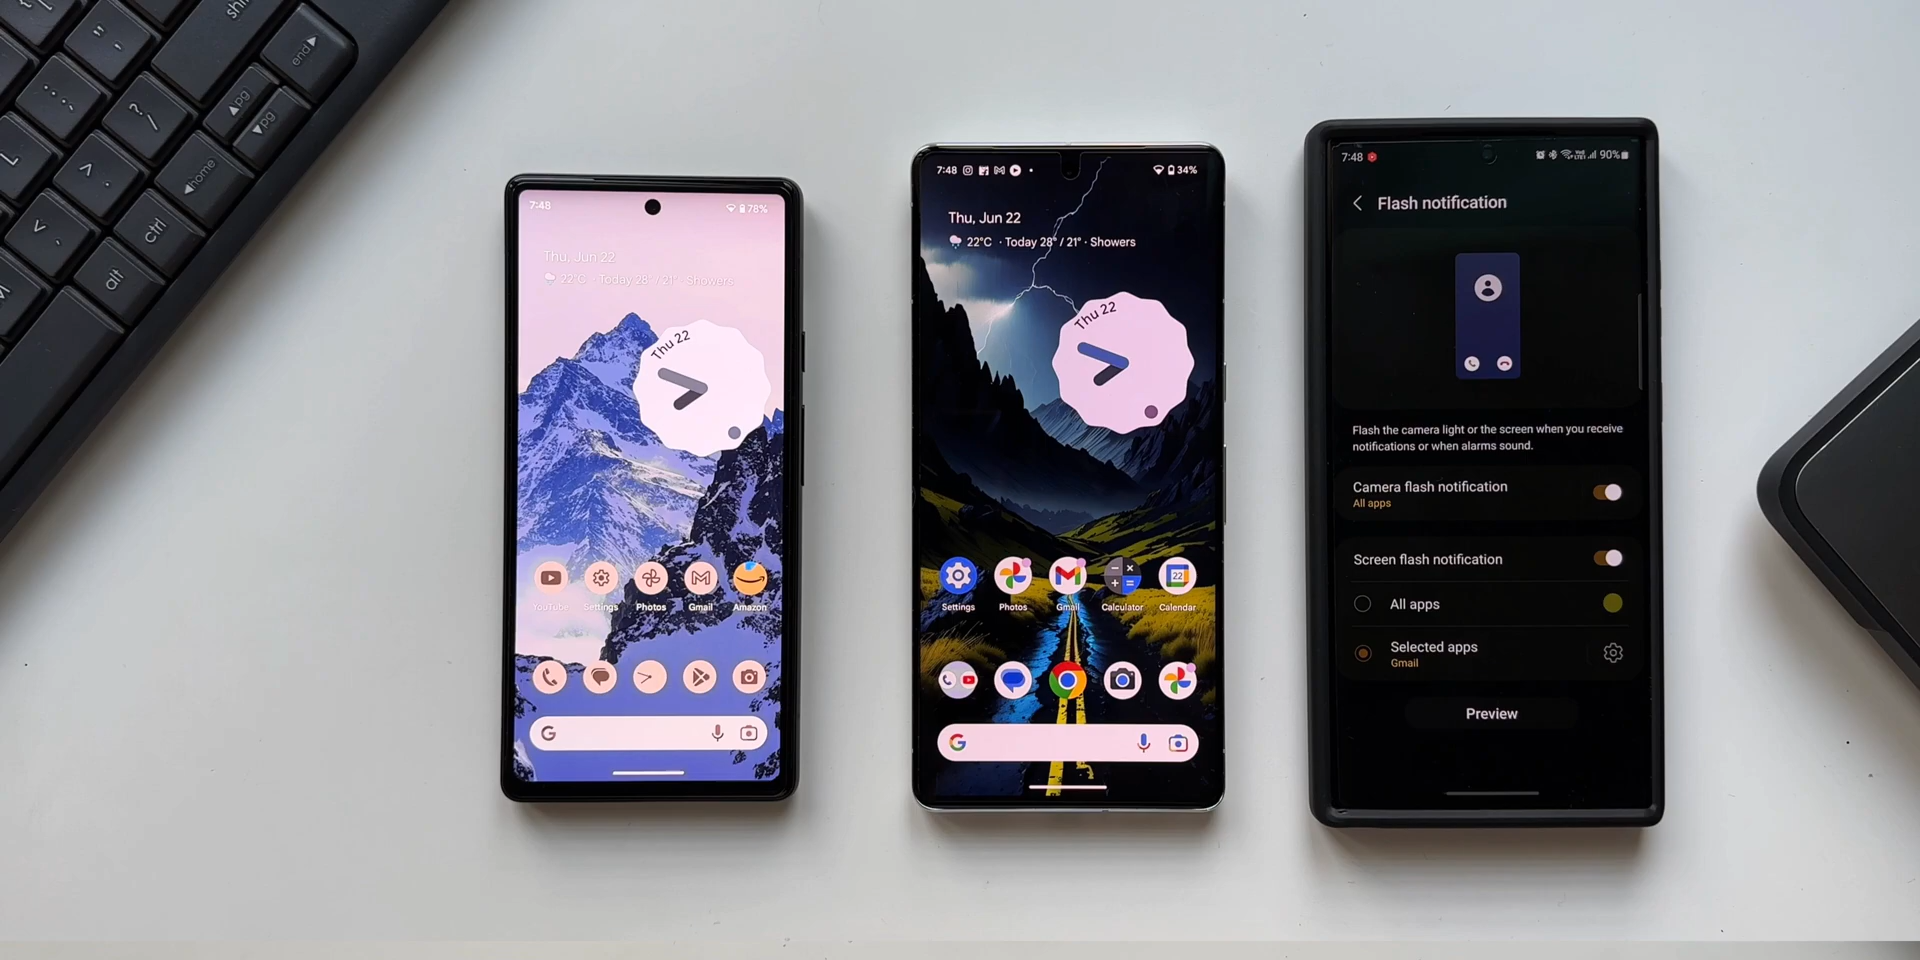 shi
end
pg
pg
home
ctrl
alt
7:48
78%
Thu, Jun 22
22°C · Today 28° / 21° · Showers
Thu 22
YouTube
Settings
Photos
Gmail
Amazon
G
7:48
34%
Thu, Jun 22
22°C · Today 28° / 21° · Showers
Thu 22
Settings
Photos
Gmail
Calculator
22
Calendar
G
7:48
90%
Flash notification
Flash the camera light or the screen when you receive
notifications or when alarms sound.
Camera flash notification
All apps
Screen flash notification
All apps
Selected apps
Gmail
Preview